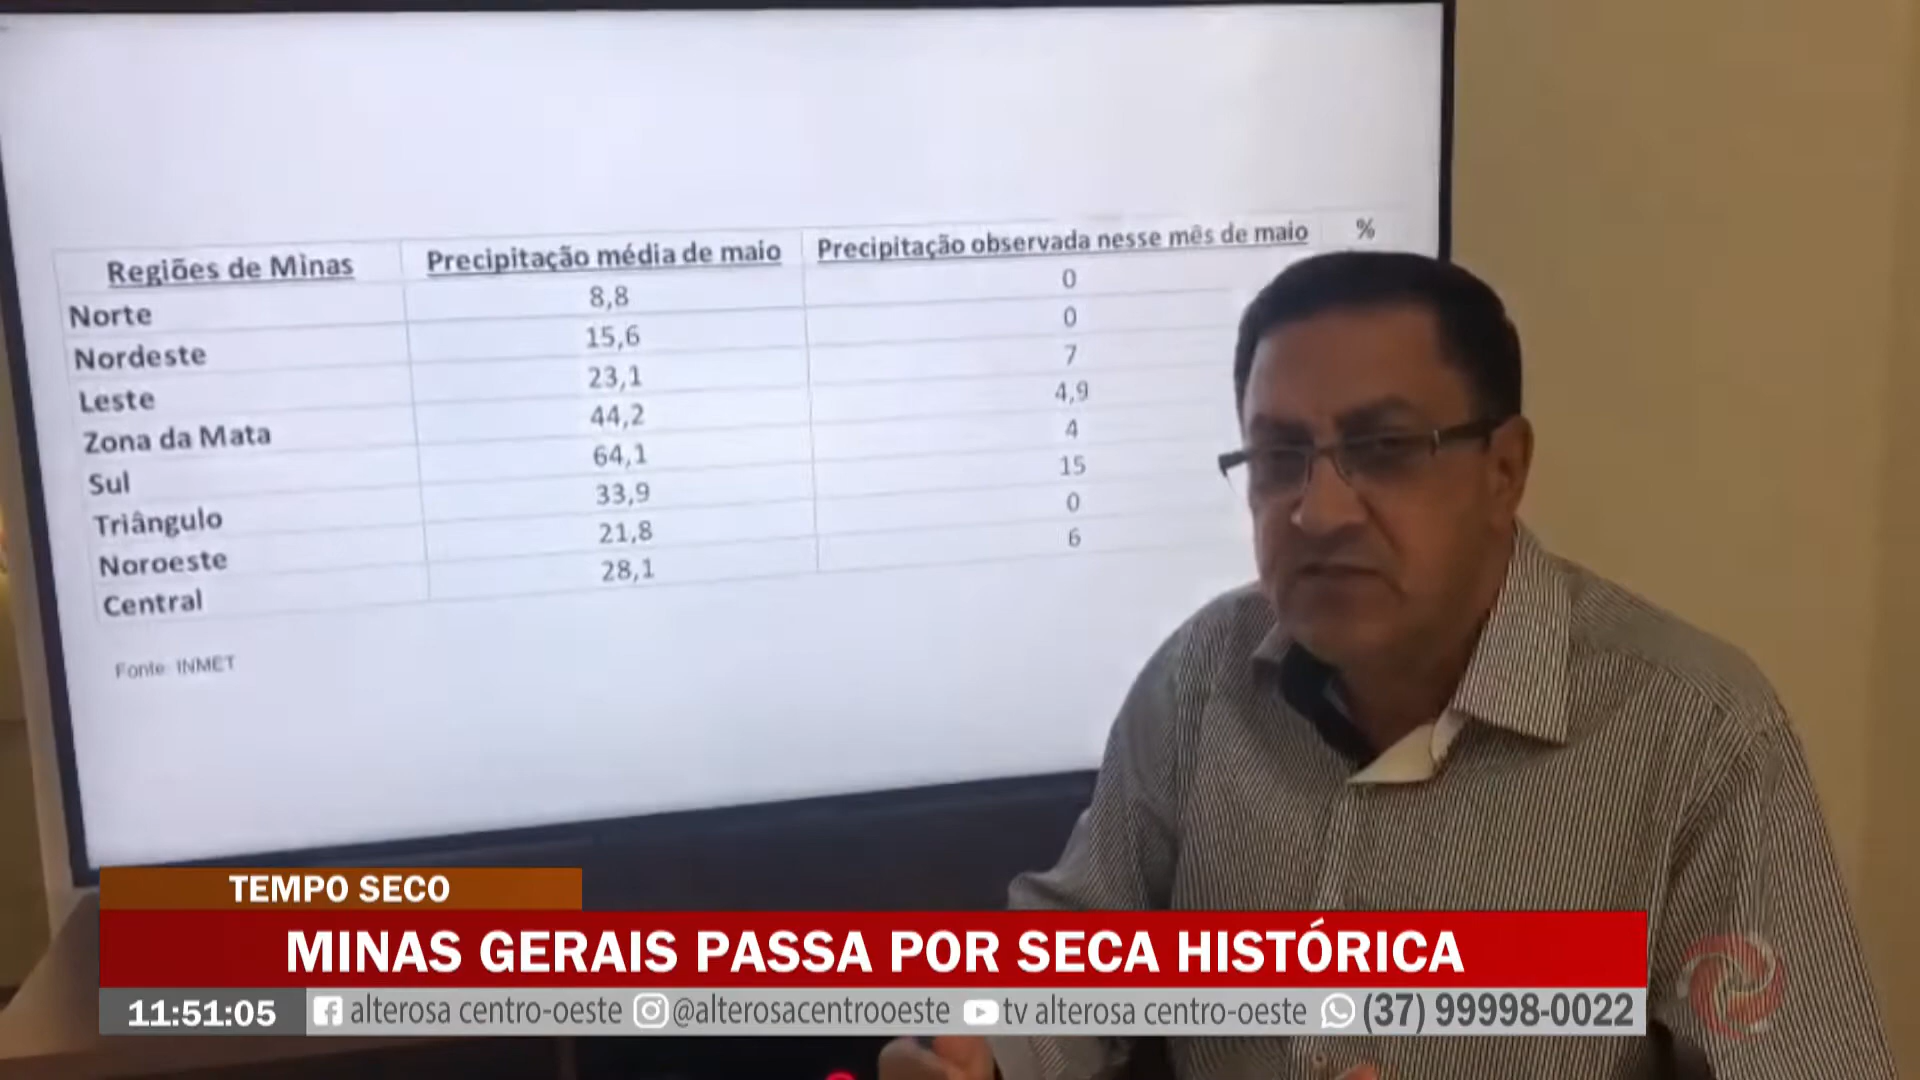 Regiões de Minas Precipitação média de maio Precipitação observada nesse mês de maio %
Norte 8,8 0
Nordeste 15,6 0
Leste 23,1 7
Zona da Mata 44,2 4,9
Sul 64,1 4
Triângulo 33,9 15
Noroeste 21,8 0
Central 28,1 6
Fonte: INMET
TEMPO SECO
MINAS GERAIS PASSA POR SECA HISTÓRICA
11:51:05 alterosa centro-oeste @alterosacentrooeste tv alterosa centro-oeste (37) 99998-0022